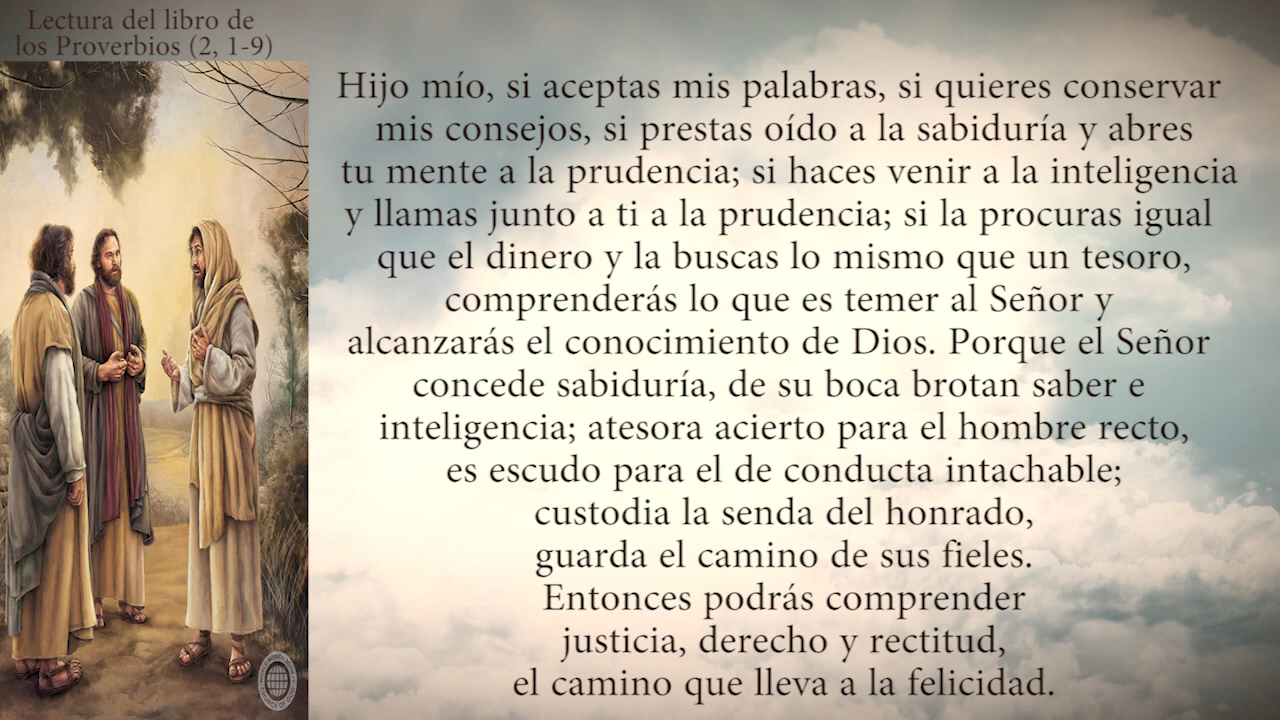 Lectura del libro de
los Proverbios (2, 1-9)
Hijo mío, si aceptas mis palabras, si quieres conservar
mis consejos, si prestas oído a la sabiduría y abres
tu mente a la prudencia; si haces venir a la inteligencia
y llamas junto a ti a la prudencia; si la procuras igual
que el dinero y la buscas lo mismo que un tesoro,
comprenderás lo que es temer al Señor y
alcanzarás el conocimiento de Dios. Porque el Señor
concede sabiduría, de su boca brotan saber e
inteligencia; atesora acierto para el hombre recto,
es escudo para el de conducta intachable;
custodia la senda del honrado,
guarda el camino de sus fieles.
Entonces podrás comprender
justicia, derecho y rectitud,
el camino que lleva a la felicidad.